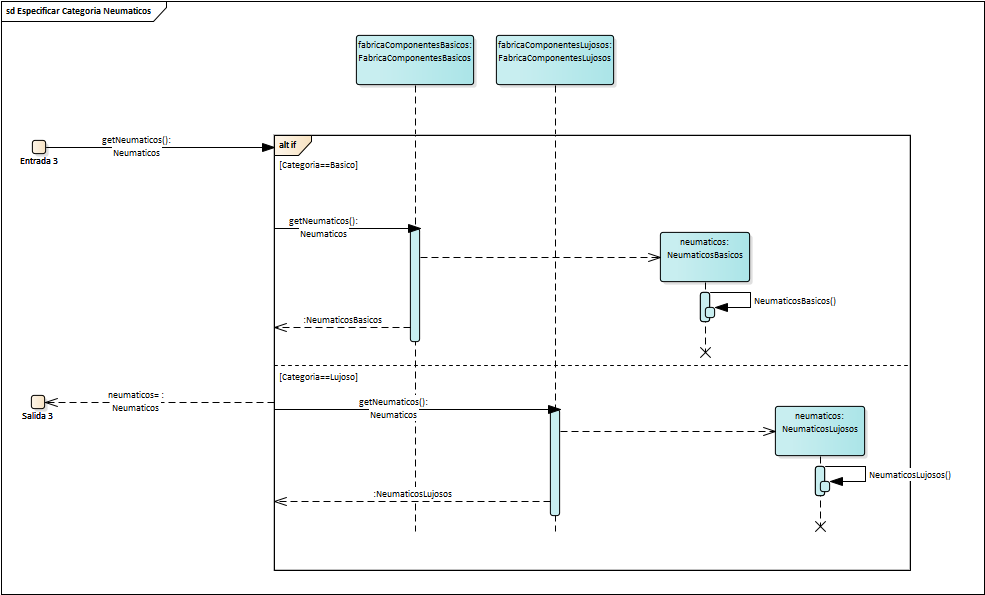 sd Especificar Categoria Neumaticos
fabricaComponentesBasicos:
FabricaComponentesBasicos
fabricaComponentesLujosos:
FabricaComponentesLujosos
getNeumaticos():
Neumaticos
Entrada 3
alt if
[Categoria==Basico]
getNeumaticos():
Neumaticos
neumaticos:
NeumaticosBasicos
NeumaticosBasicos()
:NeumaticosBasicos
[Categoria==Lujoso]
neumaticos= :
Neumaticos
Salida 3
getNeumaticos():
Neumaticos
neumaticos:
NeumaticosLujosos
NeumaticosLujosos()
:NeumaticosLujosos